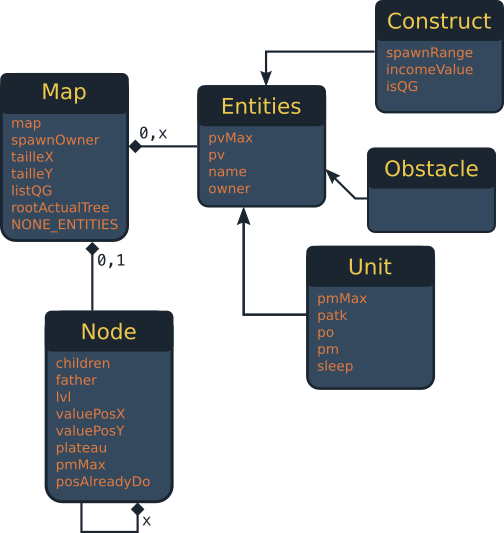 Construct
spawnRange
incomeValue
isQG
Map
map
spawnOwner
tailleX
tailleY
listQG
rootActualTree
NONE_ENTITIES
0,x
Entities
pvMax
pv
name
owner
Obstacle
0,1
Unit
pmMax
patk
po
pm
sleep
Node
children
father
lvl
valuePosX
valuePosY
plateau
pmMax
posAlreadyDo
x